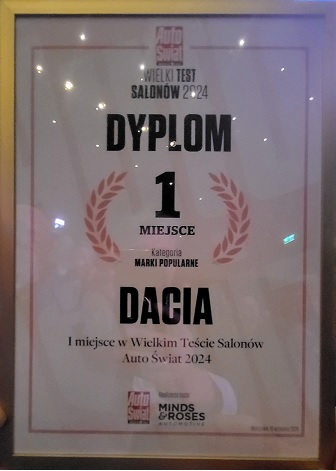 Auto
Świat
WIELKI TEST
SALONÓW 2024
DYPLOM
1
MIEJSCE
Kategoria
MARKI POPULARNE
DACIA
I miejsce w Wielkim Teście Salonów
Auto Świat 2024
Auto
Świat
MINDS
&ROSES
AUTOMOTIVE